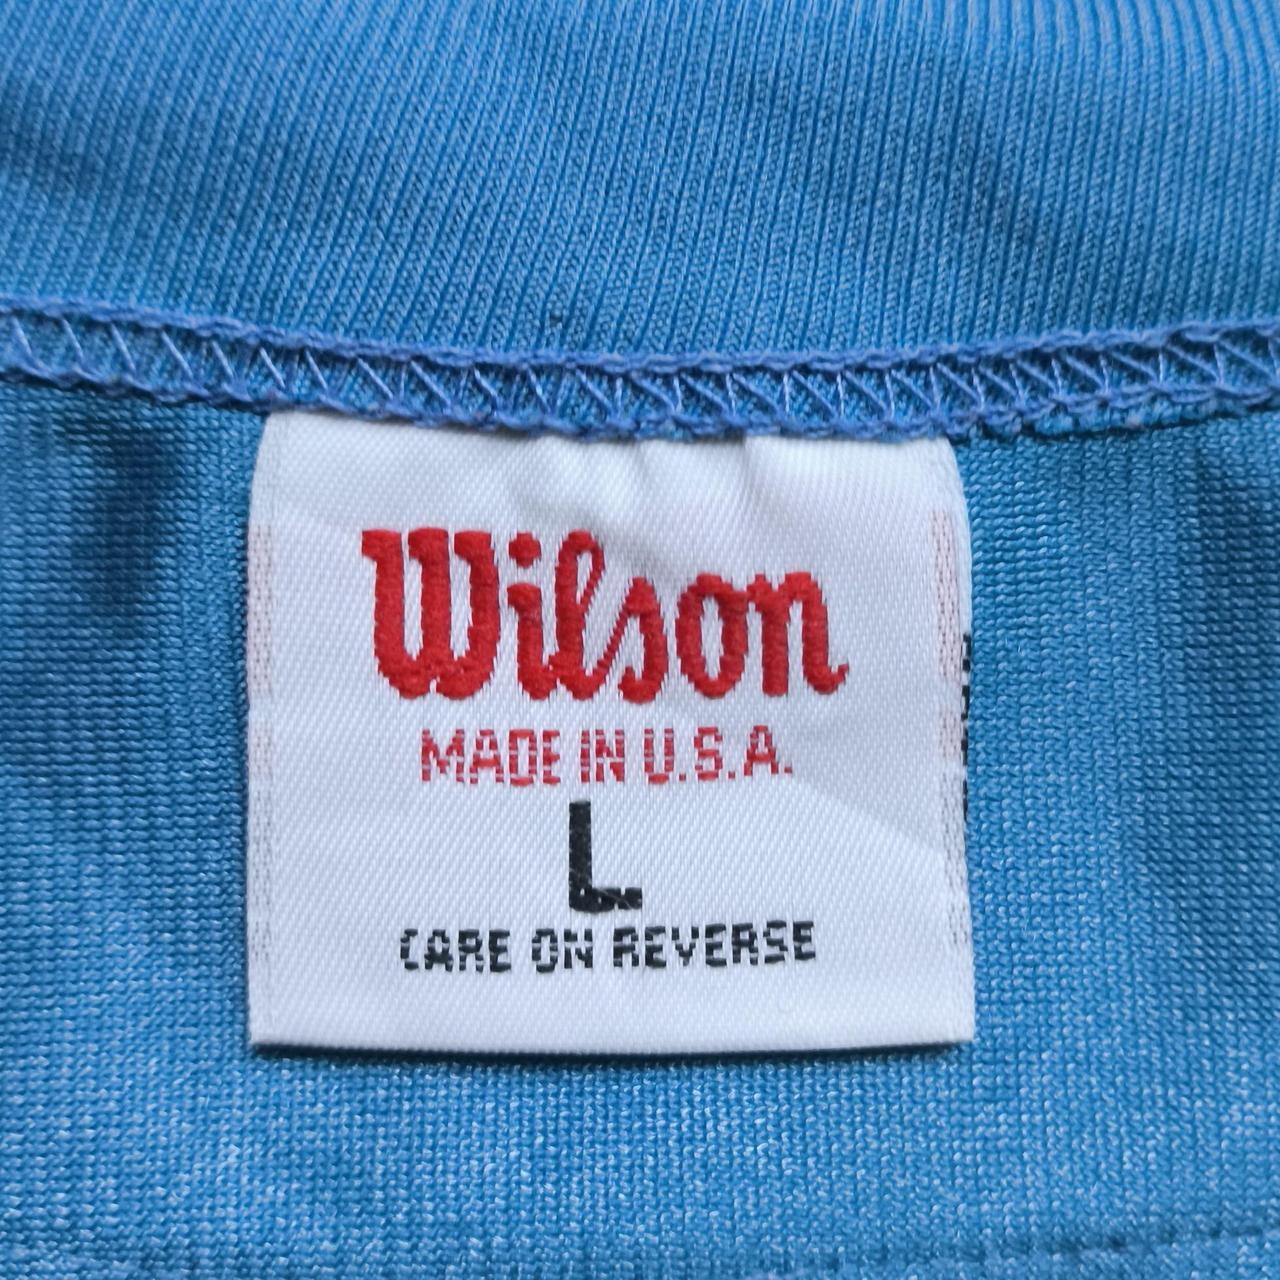 Wilson
MADE IN U.S.A.
L
CARE ON REVERSE